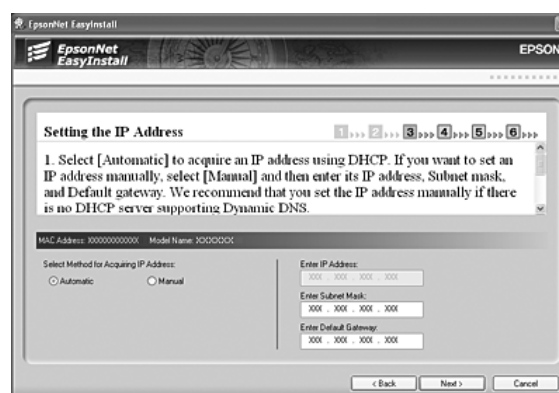 EpsonNet EasyInstall
EpsonNet
EasyInstall
EPSON
Setting the IP Address
1 2 3 4 5 6
1. Select [Automatic] to acquire an IP address using DHCP. If you want to set an
IP address manually, select [Manual] and then enter its IP address, Subnet mask,
and Default gateway. We recommend that you set the IP address manually if there
is no DHCP server supporting Dynamic DNS.
MAC Address: XXXXXXXXXXXX Model Name: XXXXXXX
Select Method for Acquiring IP Address:
Automatic Manual
Enter IP Address:
XXX . XXX . XXX . XXX
Enter Subnet Mask:
XXX . XXX . XXX . XXX
Enter Default Gateway:
XXX . XXX . XXX . XXX
< Back Next > Cancel